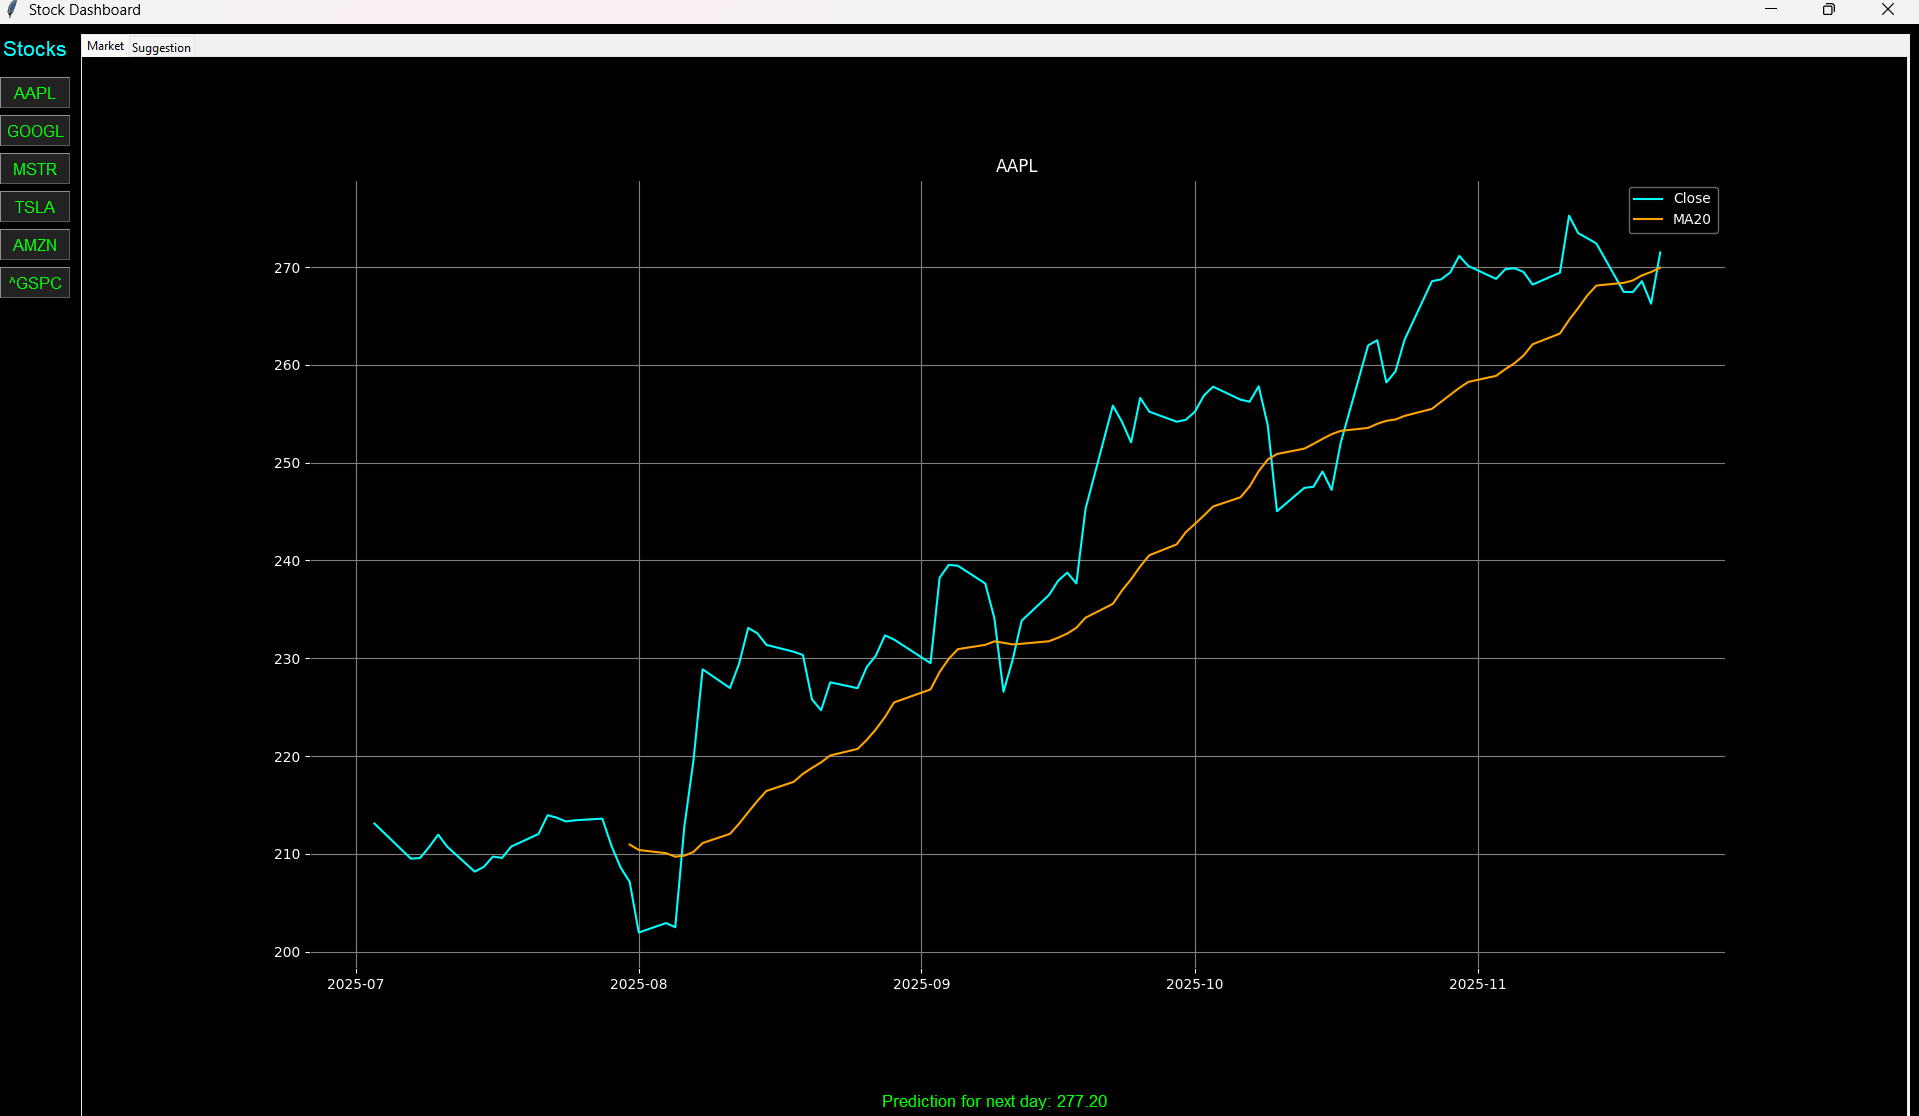 Stock Dashboard
Stocks
AAPL
GOOGL
MSTR
TSLA
AMZN
^GSPC
Market Suggestion
AAPL
Close
MA20
270
260
250
240
230
220
210
200
2025-07 2025-08 2025-09 2025-10 2025-11
Prediction for next day: 277.20